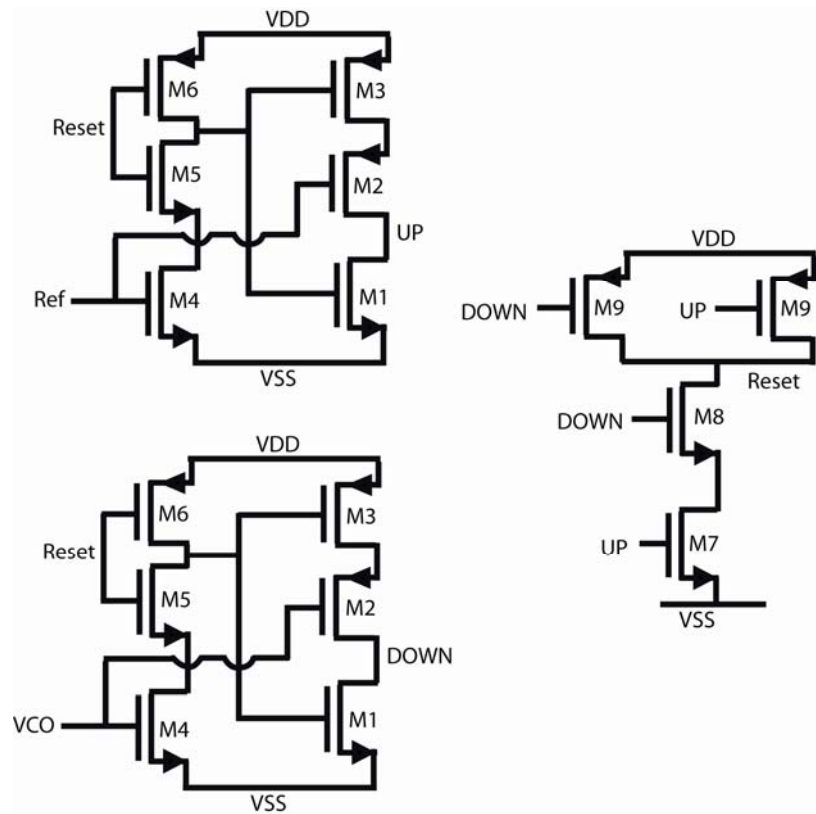 VDD
M6
M3
Reset
M5
M2
UP
Ref
M4
M1
VSS
VDD
M6
M3
Reset
M5
M2
DOWN
VCO
M4
M1
VSS
VDD
DOWN
M9
UP
M9
Reset
DOWN
M8
UP
M7
VSS